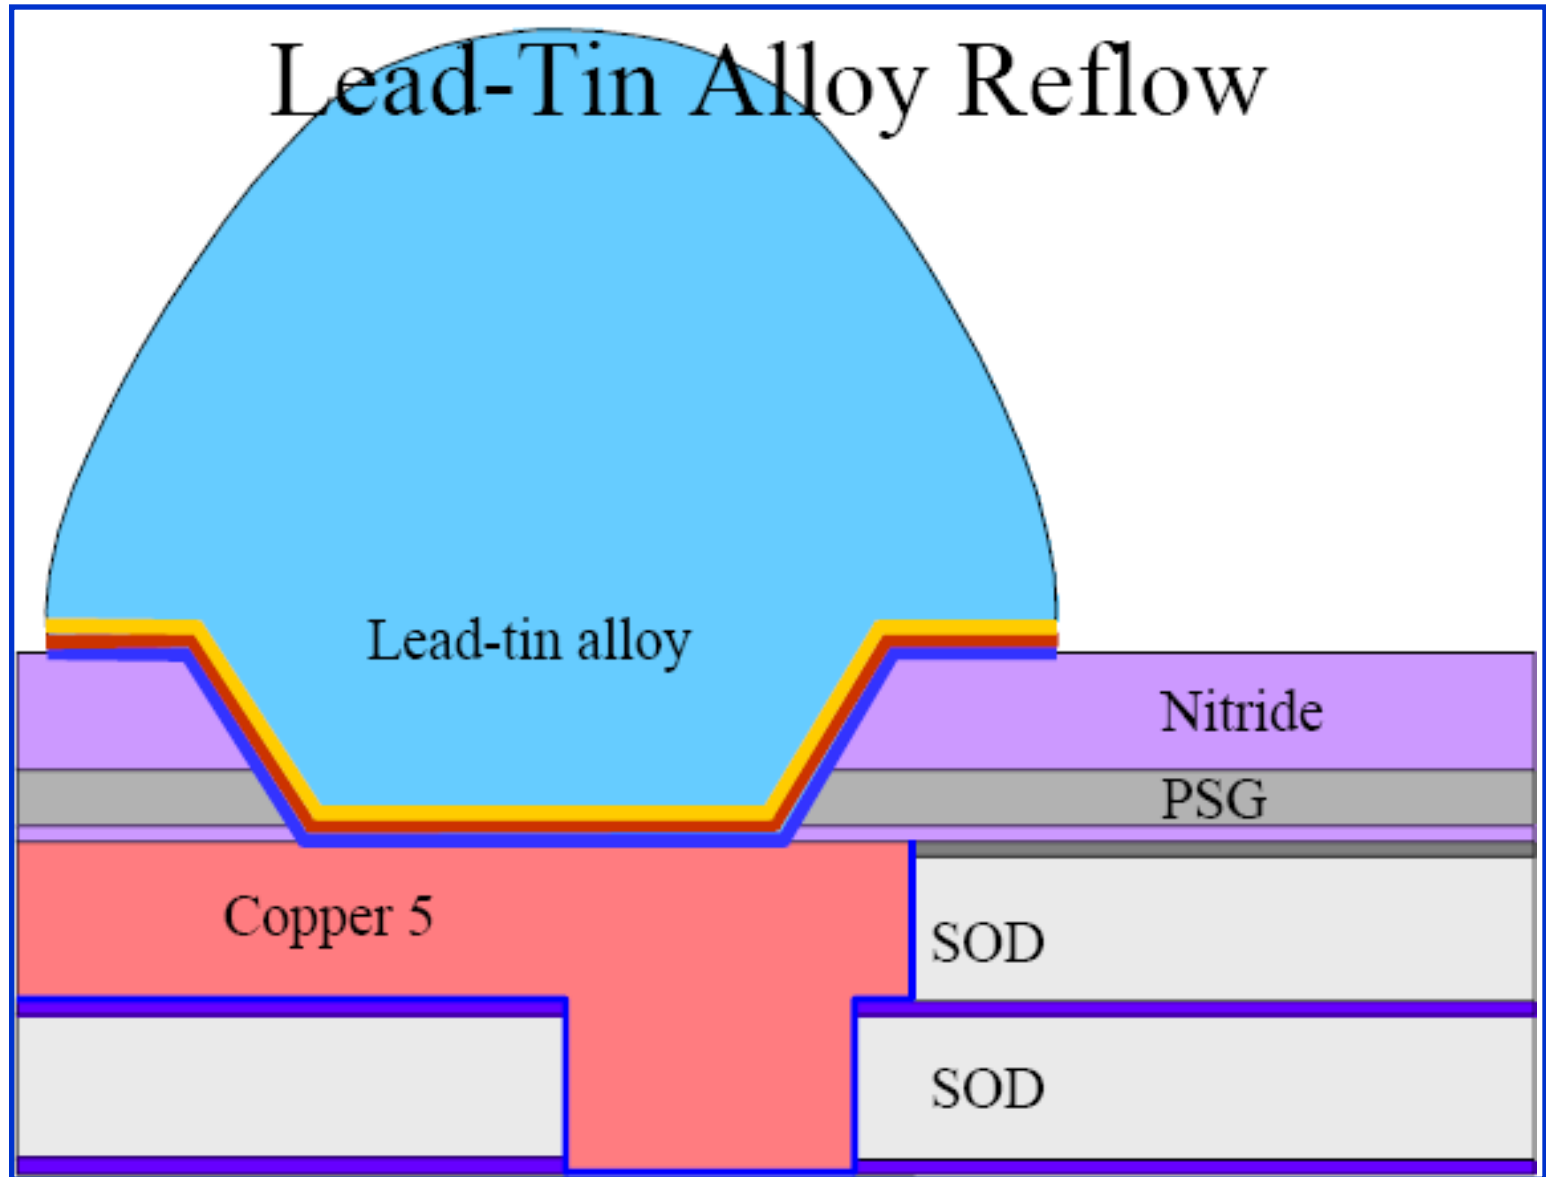 Lead-Tin Alloy Reflow
Lead-tin alloy
Nitride
PSG
Copper 5
SOD
SOD